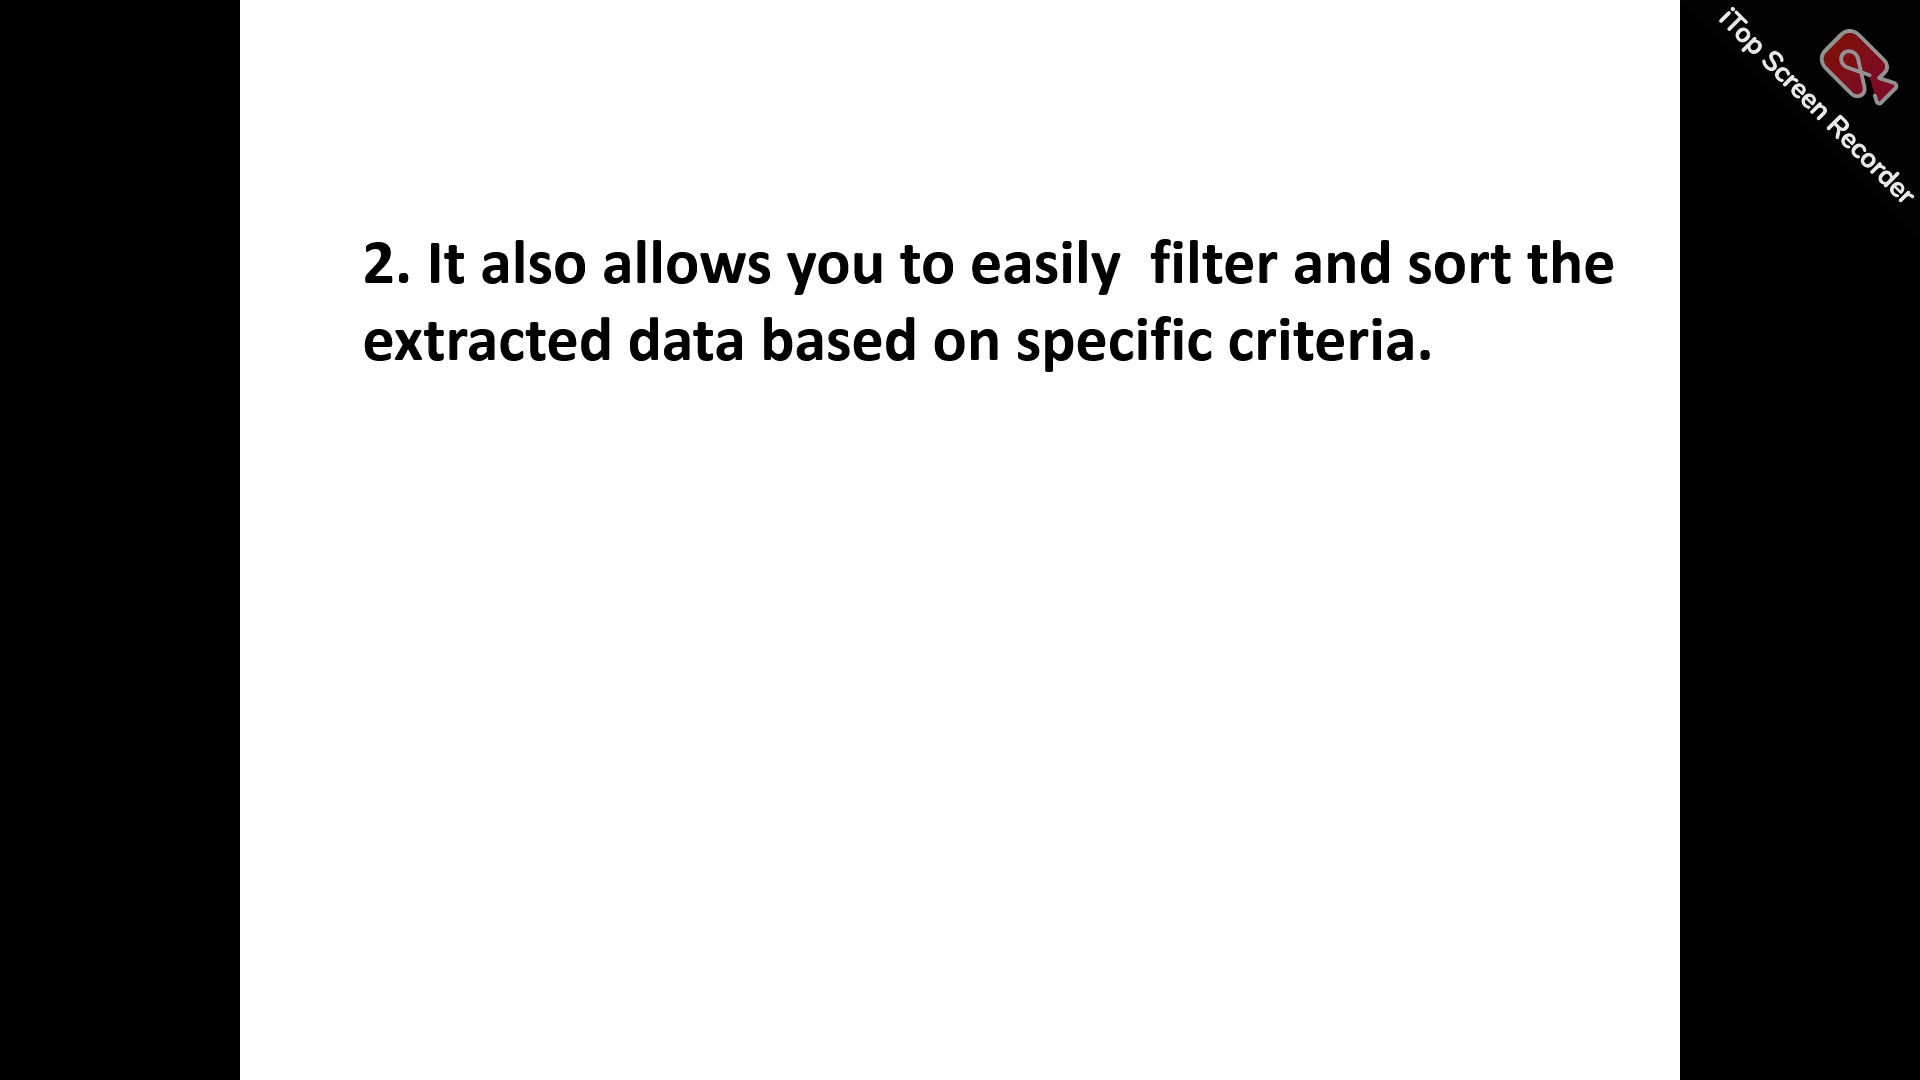 iTop Screen Recorder
2. It also allows you to easily  filter and sort the
extracted data based on specific criteria.